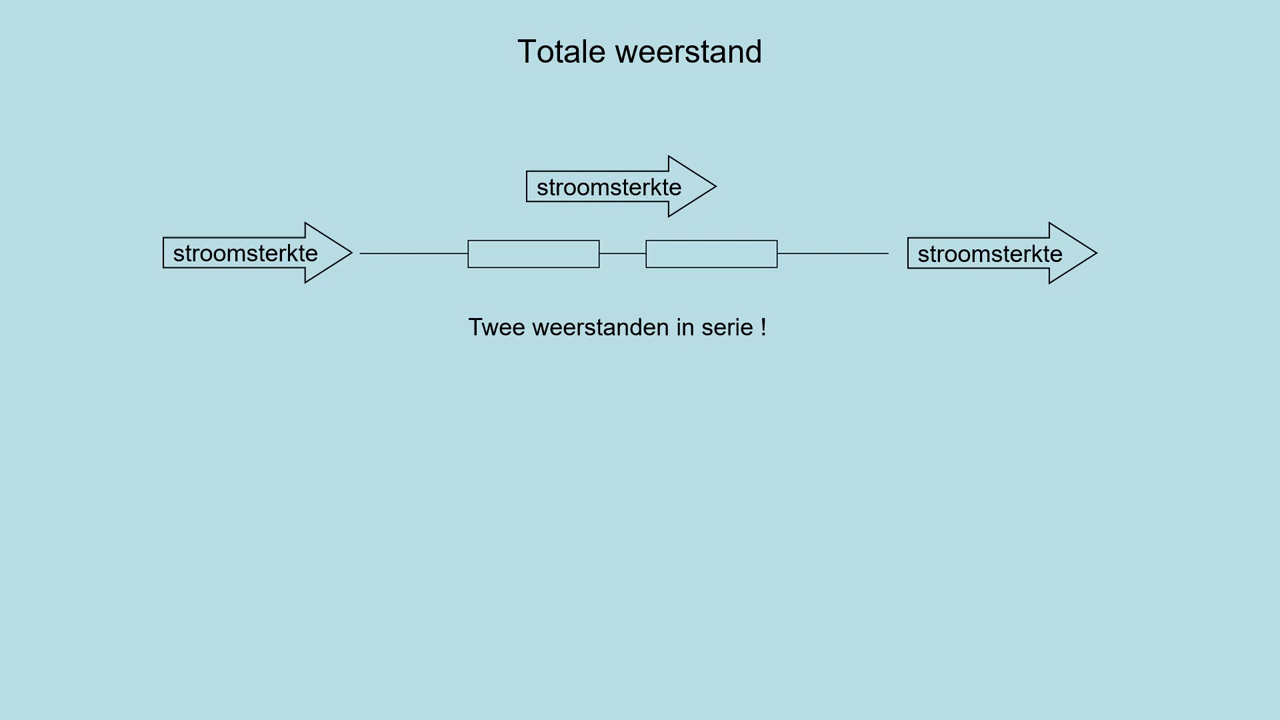 Totale weerstand
stroomsterkte
stroomsterkte
stroomsterkte
Twee weerstanden in serie !